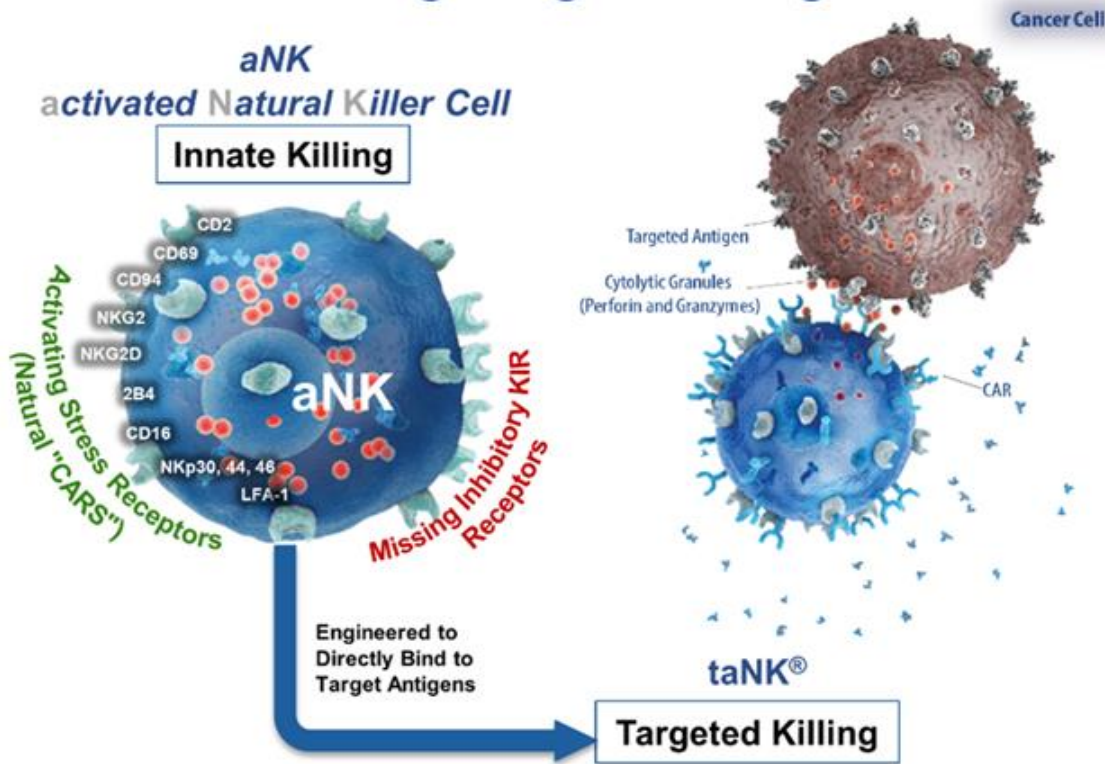 Cancer Cell
aNK
activated Natural Killer Cell
Innate Killing
CD2
CD69
CD94
NKG2
NKG2D
2B4
CD16
NKp30, 44, 46
LFA-1
aNK
Activating Stress Receptors
(Natural "CARS")
Missing Inhibitory KIR
Receptors
Targeted Antigen
Cytolytic Granules
(Perforin and Granzymes)
CAR
Engineered to
Directly Bind to
Target Antigens
taNK®
Targeted Killing